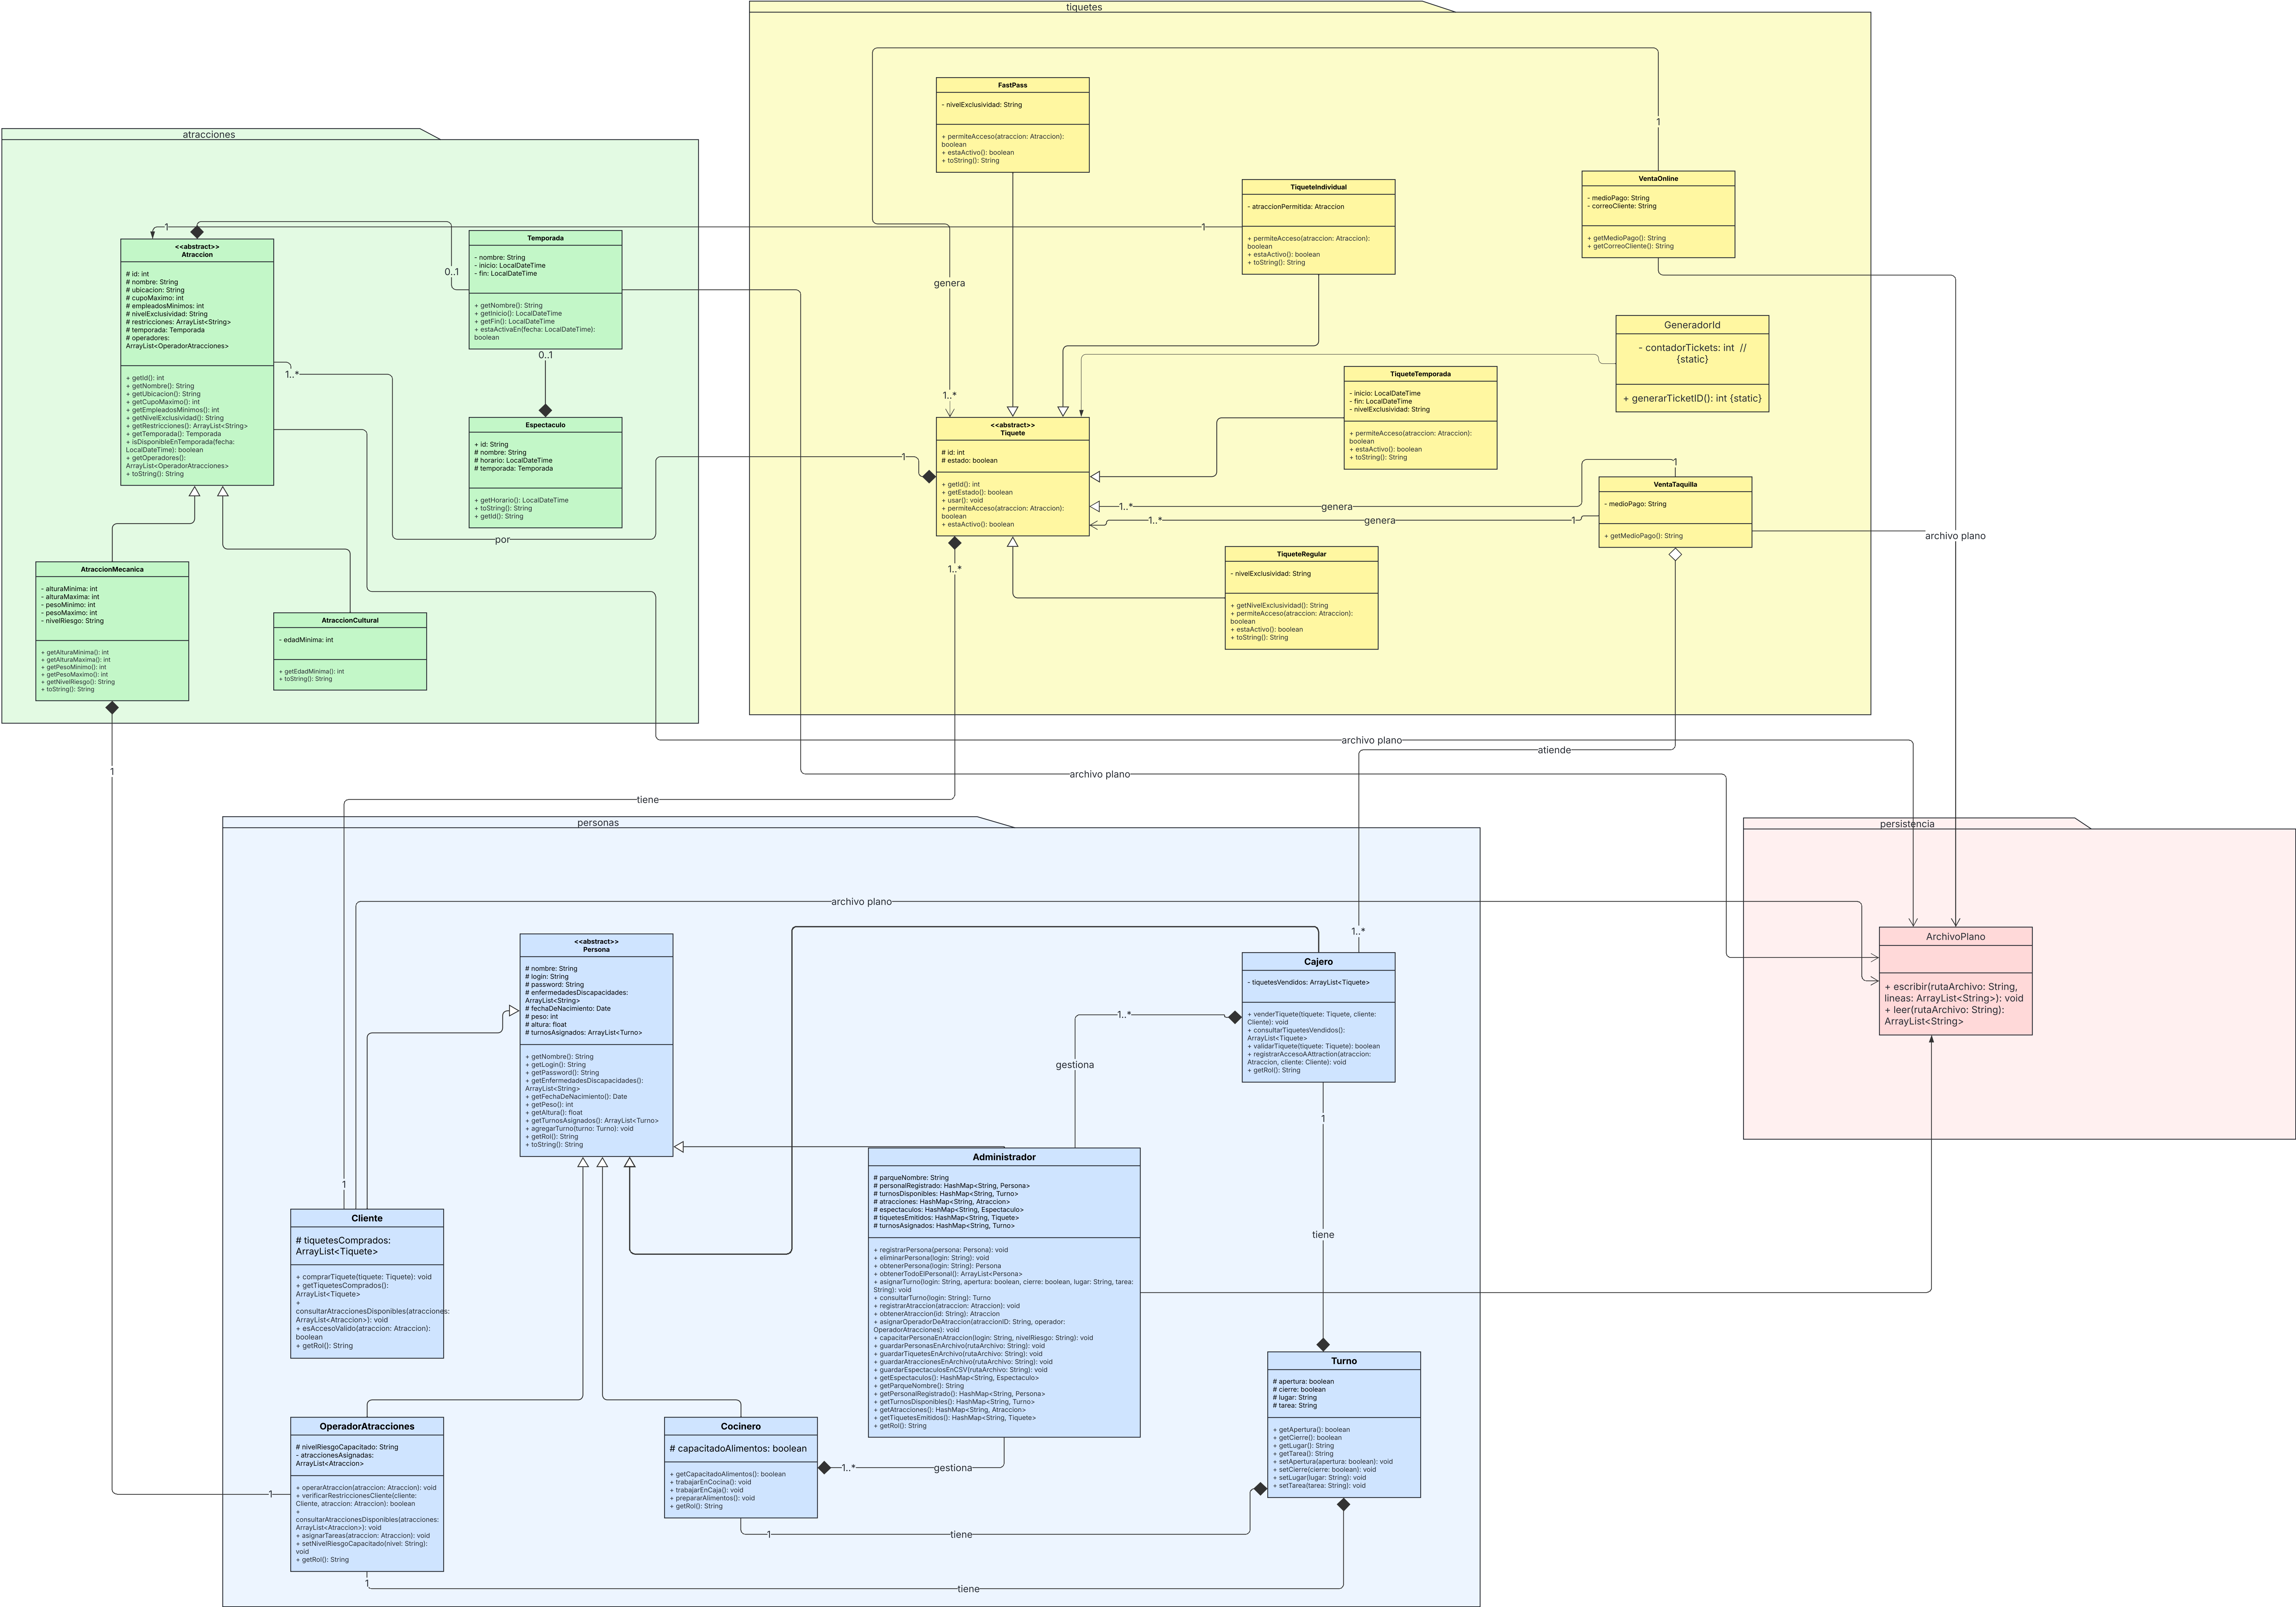 tiquetes
FastPass
- nivelExclusividad: String
+ permiteAcceso(atraccion: Atraccion):
boolean
+ estaActivo(): boolean
+ toString(): String
1
TiqueteIndividual
- atraccionPermitida: Atraccion
+ permiteAcceso(atraccion: Atraccion):
boolean
+ estaActivo(): boolean
+ toString(): String
VentaOnline
- medioPago: String
- correoCliente: String
+ getMedioPago(): String
+ getCorreoCliente(): String
GeneradorId
- contadorTickets: int //
{static}
+ generarTicketID(): int {static}
TiqueteTemporada
- inicio: LocalDateTime
- fin: LocalDateTime
- nivelExclusividad: String
+ permiteAcceso(atraccion: Atraccion):
boolean
+ estaActivo(): boolean
+ toString(): String
genera
1..*
<<abstract>>
Tiquete
# id: int
# estado: boolean
+ getId(): int
+ getEstado(): boolean
+ usar(): void
+ permiteAcceso(atraccion: Atraccion):
boolean
+ estaActivo(): boolean
1
1..*
1
1..*
genera
1..*
genera
1
VentaTaquilla
- medioPago: String
+ getMedioPago(): String
TiqueteRegular
- nivelExclusividad: String
+ getNivelExclusividad(): String
+ permiteAcceso(atraccion: Atraccion):
boolean
+ estaActivo(): boolean
+ toString(): String
archivo plano
atracciones
1
1
<<abstract>>
Atraccion
# id: int
# nombre: String
# ubicacion: String
# cupoMaximo: int
# empleadosMinimos: int
# nivelExclusividad: String
# restricciones: ArrayList<String>
# temporada: Temporada
# operadores:
ArrayList<OperadorAtracciones>
+ getId(): int
+ getNombre(): String
+ getUbicacion(): String
+ getCupoMaximo(): int
+ getEmpleadosMinimos(): int
+ getNivelExclusividad(): String
+ getRestricciones(): ArrayList<String>
+ getTemporada(): Temporada
+ isDisponibleEnTemporada(fecha:
LocalDateTime): boolean
+ getOperadores():
ArrayList<OperadorAtracciones>
+ toString(): String
0..1
Temporada
- nombre: String
- inicio: LocalDateTime
- fin: LocalDateTime
+ getNombre(): String
+ getInicio(): LocalDateTime
+ getFin(): LocalDateTime
+ estaActivaEn(fecha: LocalDateTime):
boolean
0..1
1..*
Espectaculo
+ id: String
# nombre: String
# horario: LocalDateTime
# temporada: Temporada
+ getHorario(): LocalDateTime
+ toString(): String
+ getId(): String
por
AtraccionMecanica
- alturaMinima: int
- alturaMaxima: int
- pesoMinimo: int
- pesoMaximo: int
- nivelRiesgo: String
+ getAlturaMinima(): int
+ getAlturaMaxima(): int
+ getPesoMinimo(): int
+ getPesoMaximo(): int
+ getNivelRiesgo(): String
+ toString(): String
AtraccionCultural
- edadMinima: int
+ getEdadMinima(): int
+ toString(): String
archivo plano
atiende
1
archivo plano
tiene
personas
archivo plano
1..*
<<abstract>>
Persona
# nombre: String
# login: String
# password: String
# enfermedadesDiscapacidades:
ArrayList<String>
# fechaDeNacimiento: Date
# peso: int
# altura: float
# turnosAsignados: ArrayList<Turno>
+ getNombre(): String
+ getLogin(): String
+ getPassword(): String
+ getEnfermedadesDiscapacidades():
ArrayList<String>
+ getFechaDeNacimiento(): Date
+ getPeso(): int
+ getAltura(): float
+ getTurnosAsignados(): ArrayList<Turno>
+ agregarTurno(turno: Turno): void
+ getRol(): String
+ toString(): String
Cajero
- tiquetesVendidos: ArrayList<Tiquete>
+ venderTiquete(tiquete: Tiquete, cliente:
Cliente): void
+ consultarTiquetesVendidos():
ArrayList<Tiquete>
+ validarTiquete(tiquete: Tiquete): boolean
+ registrarAccesoAAttraction(atraccion:
Atraccion, cliente: Cliente): void
+ getRol(): String
1..*
gestiona
1
tiene
1
Cliente
# tiquetesComprados:
ArrayList<Tiquete>
+ comprarTiquete(tiquete: Tiquete): void
+ getTiquetesComprados():
ArrayList<Tiquete>
+
consultarAtraccionesDisponibles(atracciones:
ArrayList<Atraccion>): void
+ esAccesoValido(atraccion: Atraccion):
boolean
+ getRol(): String
Administrador
# parqueNombre: String
# personalRegistrado: HashMap<String, Persona>
# turnosDisponibles: HashMap<String, Turno>
# atracciones: HashMap<String, Atraccion>
# espectaculos: HashMap<String, Espectaculo>
# tiquetesEmitidos: HashMap<String, Tiquete>
# turnosAsignados: HashMap<String, Turno>
+ registrarPersona(persona: Persona): void
+ eliminarPersona(login: String): void
+ obtenerPersona(login: String): Persona
+ obtenerTodoElPersonal(): ArrayList<Persona>
+ asignarTurno(login: String, apertura: boolean, cierre: boolean, lugar: String, tarea:
String): void
+ consultarTurno(login: String): Turno
+ registrarAtraccion(atraccion: Atraccion): void
+ obtenerAtraccion(id: String): Atraccion
+ asignarOperadorDeAtraccion(atraccionID: String, operador:
OperadorAtracciones): void
+ capacitarPersonaEnAtraccion(login: String, nivelRiesgo: String): void
+ guardarPersonasEnArchivo(rutaArchivo: String): void
+ guardarTiquetesEnArchivo(rutaArchivo: String): void
+ guardarAtraccionesEnArchivo(rutaArchivo: String): void
+ guardarEspectaculosEnCSV(rutaArchivo: String): void
+ getEspectaculos(): HashMap<String, Espectaculo>
+ getParqueNombre(): String
+ getPersonalRegistrado(): HashMap<String, Persona>
+ getTurnosDisponibles(): HashMap<String, Turno>
+ getAtracciones(): HashMap<String, Atraccion>
+ getTiquetesEmitidos(): HashMap<String, Tiquete>
+ getRol(): String
Turno
# apertura: boolean
# cierre: boolean
# lugar: String
# tarea: String
+ getApertura(): boolean
+ getCierre(): boolean
+ getLugar(): String
+ getTarea(): String
+ setApertura(apertura: boolean): void
+ setCierre(cierre: boolean): void
+ setLugar(lugar: String): void
+ setTarea(tarea: String): void
OperadorAtracciones
# nivelRiesgoCapacitado: String
- atraccionesAsignadas:
ArrayList<Atraccion>
+ operarAtraccion(atraccion: Atraccion): void
+ verificarRestriccionesCliente(cliente:
Cliente, atraccion: Atraccion): boolean
+
consultarAtraccionesDisponibles(atracciones:
ArrayList<Atraccion>): void
+ asignarTareas(atraccion: Atraccion): void
+ setNivelRiesgoCapacitado(nivel: String):
void
+ getRol(): String
1
Cocinero
# capacitadoAlimentos: boolean
+ getCapacitadoAlimentos(): boolean
+ trabajarEnCocina(): void
+ trabajarEnCaja(): void
+ prepararAlimentos(): void
+ getRol(): String
1..*
gestiona
1
tiene
1
tiene
persistencia
ArchivoPlano
+ escribir(rutaArchivo: String,
lineas: ArrayList<String>): void
+ leer(rutaArchivo: String):
ArrayList<String>